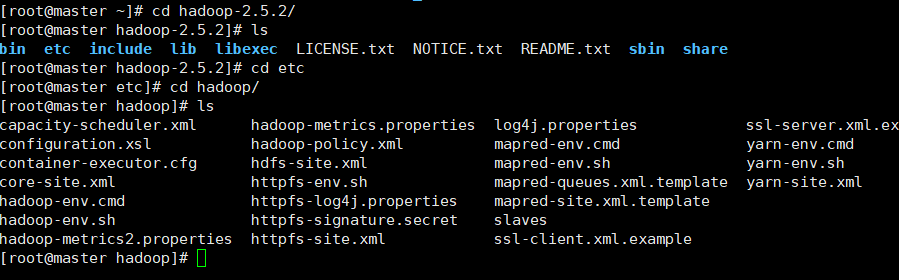 [root@master ~]# cd hadoop-2.5.2/
[root@master hadoop-2.5.2]# ls
bin etc include lib libexec LICENSE.txt NOTICE.txt README.txt sbin share
[root@master hadoop-2.5.2]# cd etc
[root@master etc]# cd hadoop/
[root@master hadoop]# ls
capacity-scheduler.xml hadoop-metrics.properties log4j.properties ssl-server.xml.ex
configuration.xsl hadoop-policy.xml mapred-env.cmd yarn-env.cmd
container-executor.cfg hdfs-site.xml mapred-env.sh yarn-env.sh
core-site.xml httpfs-env.sh mapred-queues.xml.template yarn-site.xml
hadoop-env.cmd httpfs-log4j.properties mapred-site.xml.template
hadoop-env.sh httpfs-signature.secret slaves
hadoop-metrics2.properties httpfs-site.xml ssl-client.xml.example
[root@master hadoop]#